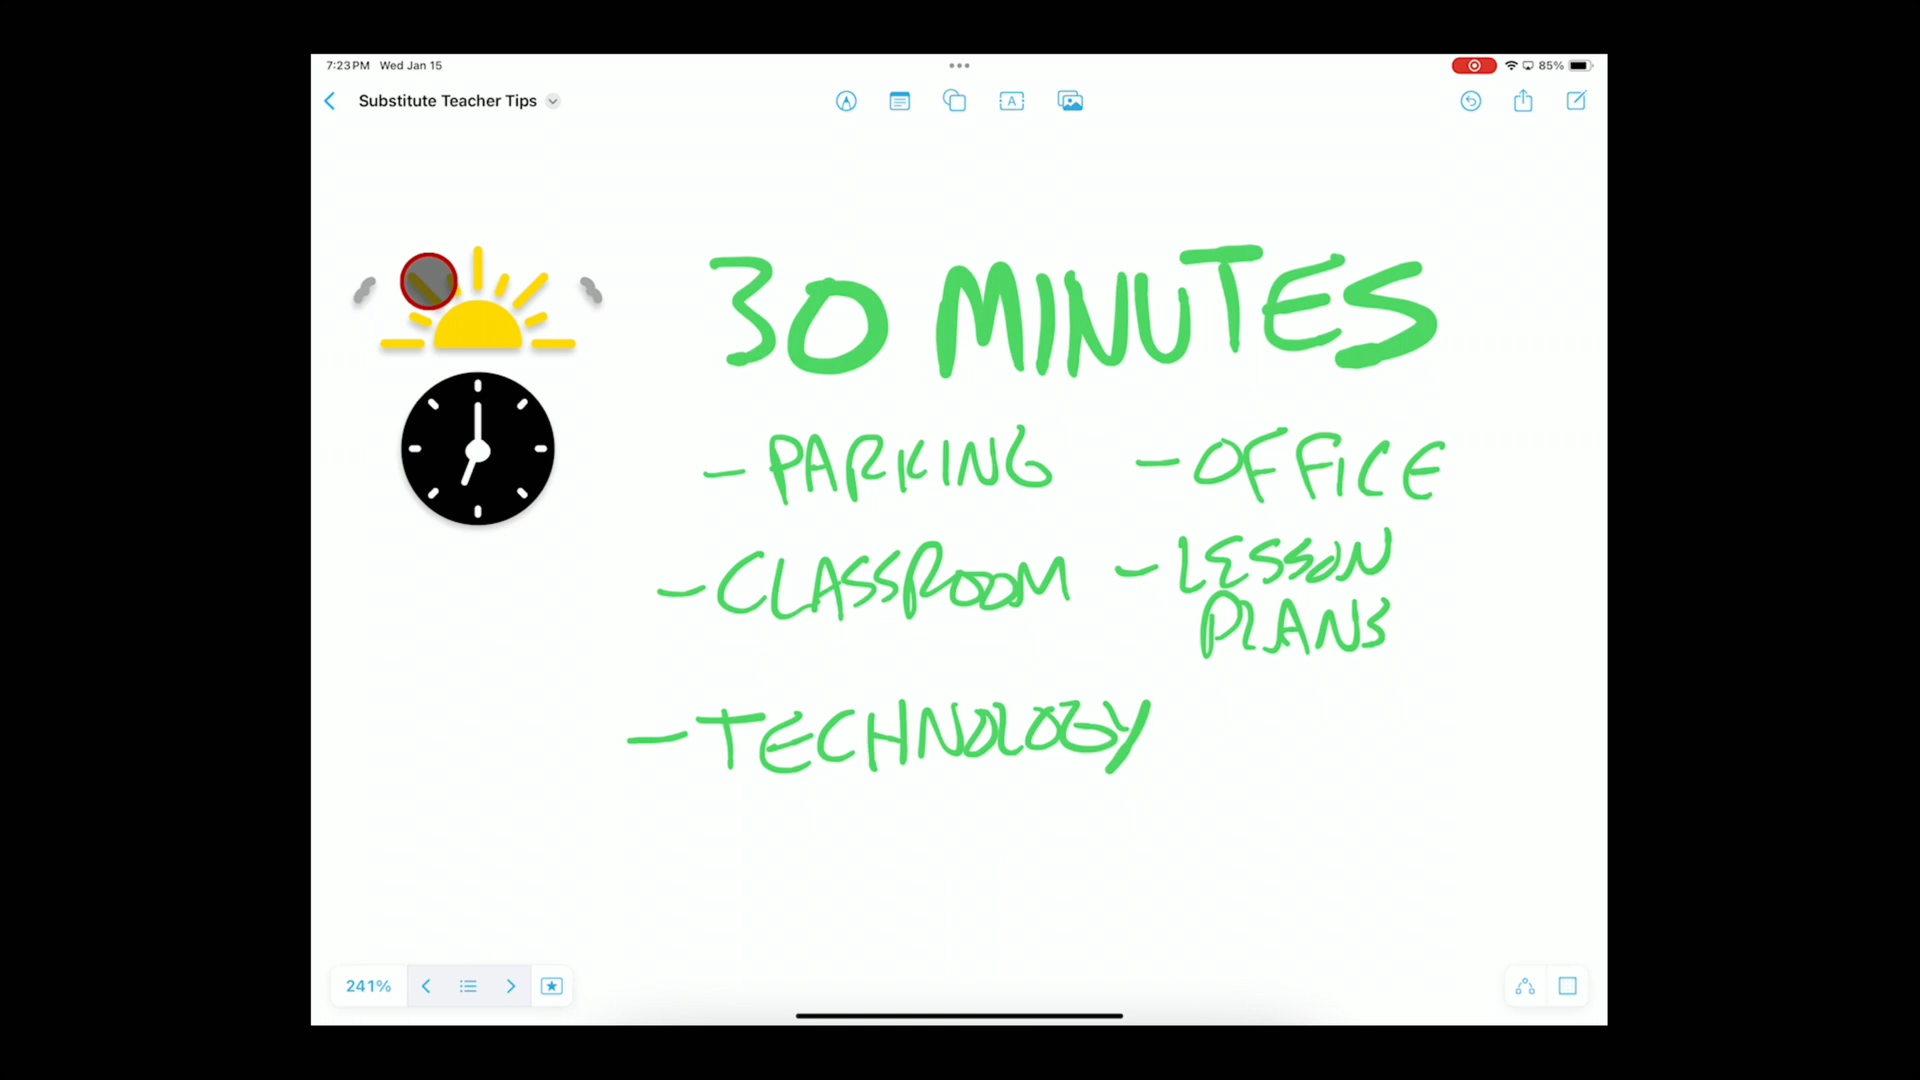 7:23 PM Wed Jan 15
85%
Substitute Teacher Tips
A
30 MINUTES
- PARKING - OFFICE
- CLASSROOM - LESSON
PLANS
- TECHNOLOGY
241%